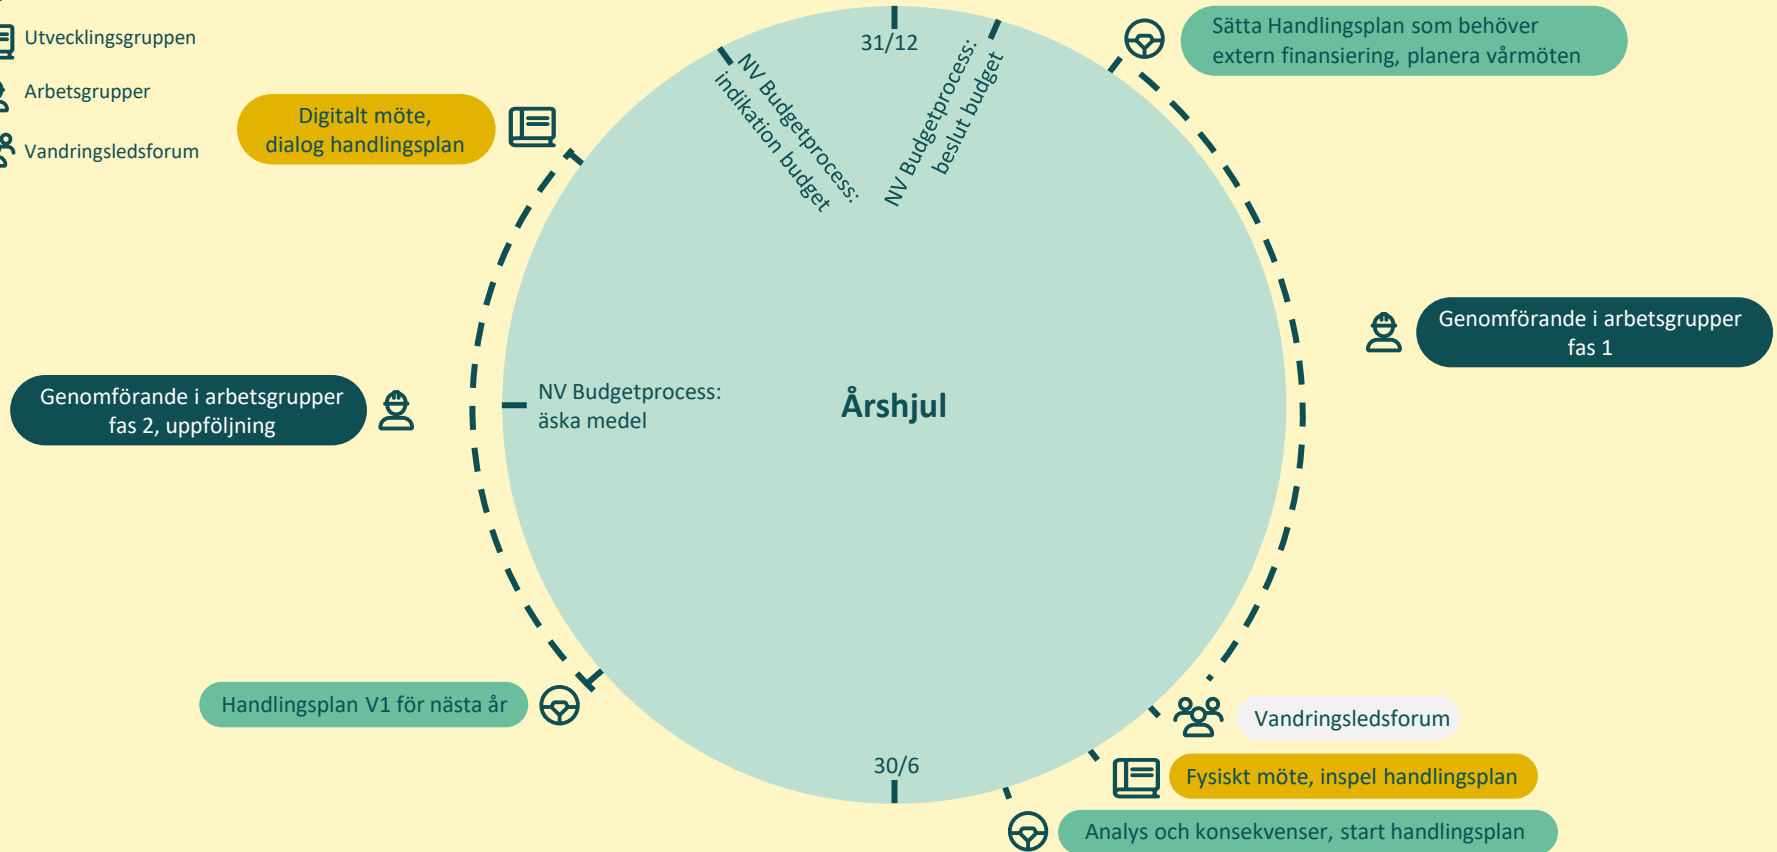 Utvecklingsgruppen
Arbetsgrupper
Vandringsledsforum
31/12
NV Budgetprocess:
beslut budget
Sätta Handlingsplan som behöver
extern finansiering, planera vårmöten
Genomförande i arbetsgrupper
fas 1
Vandringsledsforum
Fysiskt möte, inspel handlingsplan
Analys och konsekvenser, start handlingsplan
30/6
Handlingsplan V1 för nästa år
Genomförande i arbetsgrupper
fas 2, uppföljning
NV Budgetprocess:
äska medel
Årshjul
Digitalt möte,
dialog handlingsplan
NV Budgetprocess:
indikation budget